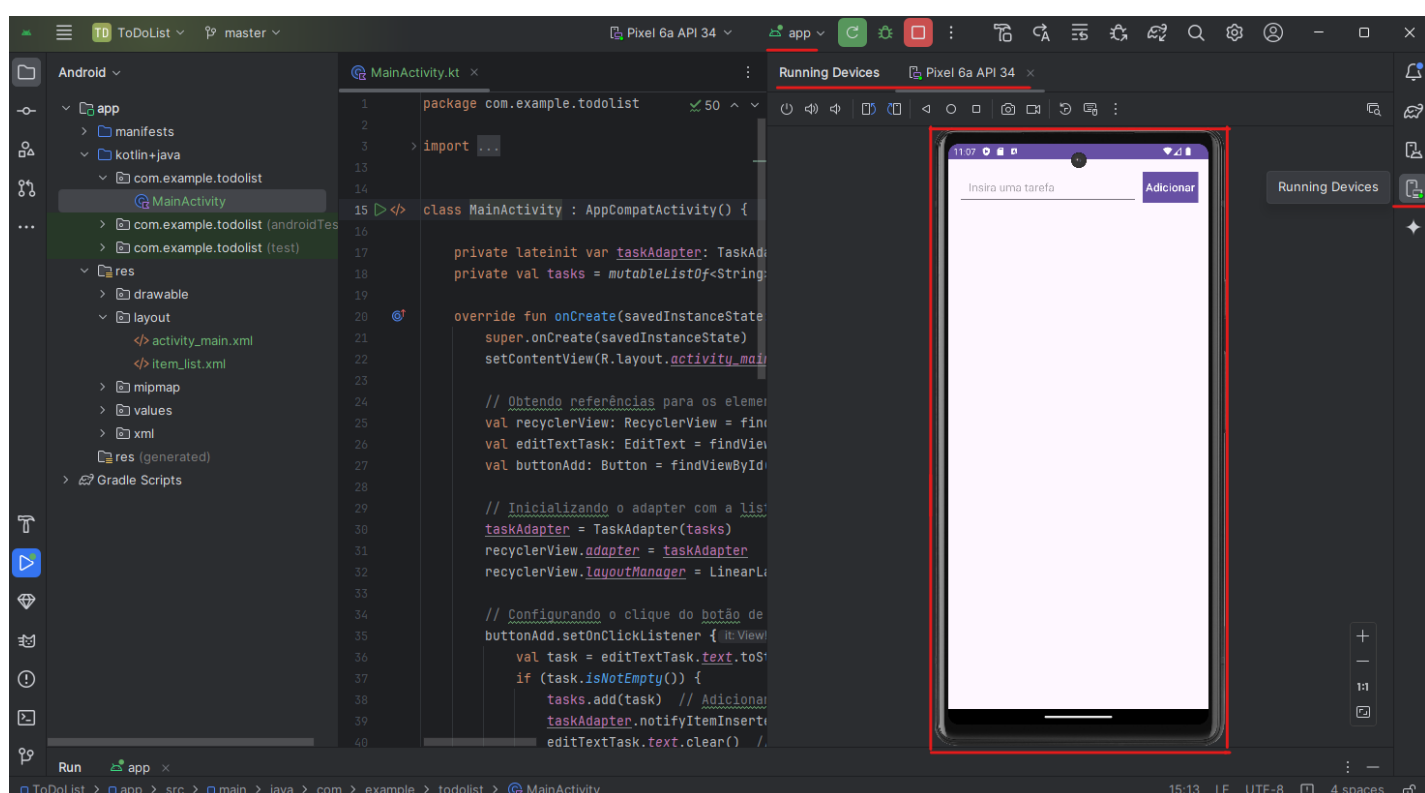 TD ToDoList master Pixel 6a API 34 app
Android
MainActivity.kt
Running Devices Pixel 6a API 34
app
manifests
kotlin+java
com.example.todolist
MainActivity
com.example.todolist (androidTes
com.example.todolist (test)
res
drawable
layout
</> activity_main.xml
</> item_list.xml
mipmap
values
xml
res (generated)
Gradle Scripts
50
1 package com.example.todolist
2
3 import ...
13
14
15 </> class MainActivity : AppCompatActivity() {
16
17 private lateinit var taskAdapter: TaskAda
18 private val tasks = mutableListOf<String>
19
20 override fun onCreate(savedInstanceState
21 super.onCreate(savedInstanceState)
22 setContentView(R.layout.activity_mai
23
24 // Obtendo referências para os elemen
25 val recyclerView: RecyclerView = find
26 val editTextTask: EditText = findView
27 val buttonAdd: Button = findViewById
28
29 // Inicializando o adapter com a lis
30 taskAdapter = TaskAdapter(tasks)
31 recyclerView.adapter = taskAdapter
32 recyclerView.layoutManager = LinearLa
33
34 // Configurando o clique do botão de
35 buttonAdd.setOnClickListener { it: View!
36 val task = editTextTask.text.toSt
37 if (task.isNotEmpty()) {
38 tasks.add(task) // Adicionar
39 taskAdapter.notifyItemInserte
40 editTextTask.text.clear() //
11:07
Insira uma tarefa Adicionar
Running Devices
1:1
Run app
ToDoList > app > src > main > java > com > example > todolist > MainActivity 15:13 LF UTF-8 4 spaces